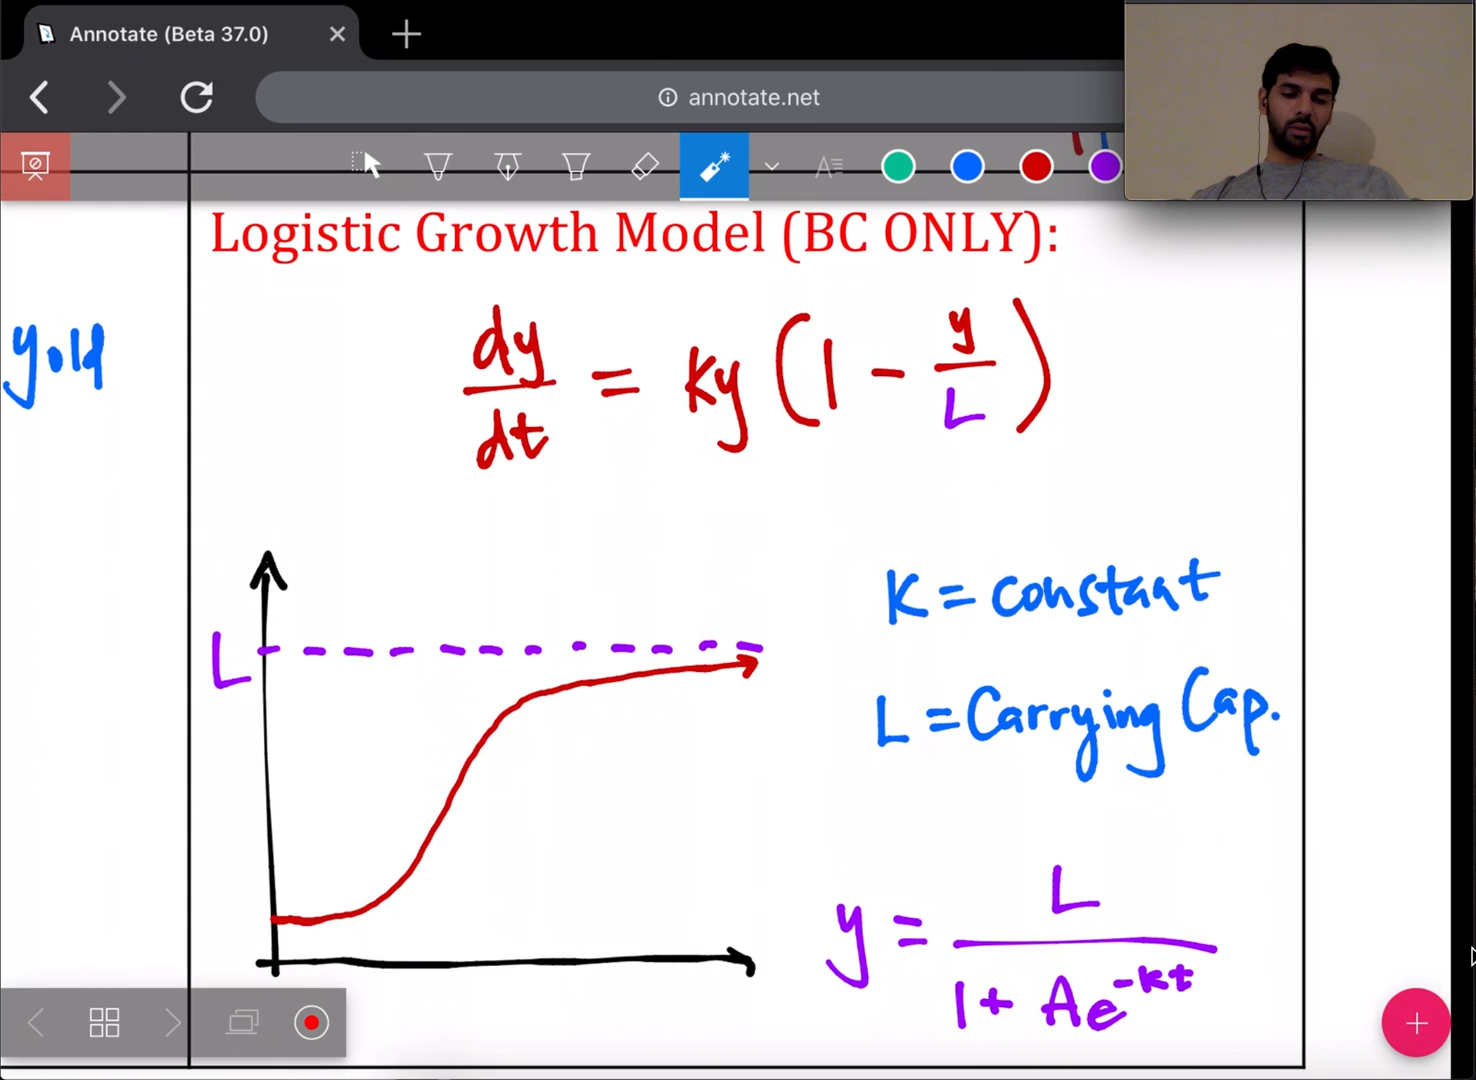 Annotate (Beta 37.0)
annotate.net
Logistic Growth Model (BC ONLY):
yold
dy/dt = ky(1 - y/L)
L
K = constant
L = Carrying Cap.
y = L/(1 + Ae^-kt)